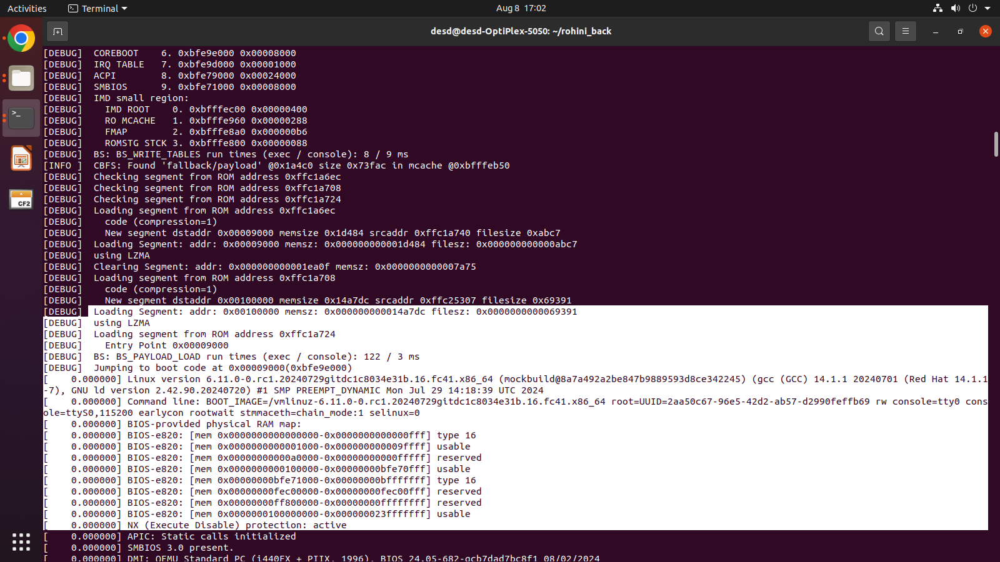 Activities
Terminal
Aug 8 17:02
desd@desd-OptiPlex-5050: ~/rohini_back
[DEBUG]  COREBOOT    6. 0xbfe9e000 0x00008000
[DEBUG]  IRQ TABLE   7. 0xbfe9d000 0x00001000
[DEBUG]  ACPI        8. 0xbfe79000 0x00024000
[DEBUG]  SMBIOS      9. 0xbfe71000 0x00008000
[DEBUG]  IMD small region:
[DEBUG]    IMD ROOT    0. 0xbfffec00 0x00000400
[DEBUG]    RO MCACHE   1. 0xbfffe960 0x00000288
[DEBUG]    FMAP        2. 0xbfffe8a0 0x000000b6
[DEBUG]    ROMSTG STCK 3. 0xbfffe800 0x00000088
[DEBUG]  BS: BS_WRITE_TABLES run times (exec / console): 8 / 9 ms
[INFO ]  CBFS: Found 'fallback/payload' @0x1a4c0 size 0x73fac in mcache @0xbfffeb50
[DEBUG]  Checking segment from ROM address 0xffc1a6ec
[DEBUG]  Checking segment from ROM address 0xffc1a708
[DEBUG]  Checking segment from ROM address 0xffc1a724
[DEBUG]  Loading segment from ROM address 0xffc1a6ec
[DEBUG]    code (compression=1)
[DEBUG]    New segment dstaddr 0x00009000 memsize 0x1d484 srcaddr 0xffc1a740 filesize 0xabc7
[DEBUG]  Loading Segment: addr: 0x00009000 memsz: 0x000000000001d484 filesz: 0x000000000000abc7
[DEBUG]  using LZMA
[DEBUG]  Clearing Segment: addr: 0x000000000001ea0f memsz: 0x0000000000007a75
[DEBUG]  Loading segment from ROM address 0xffc1a708
[DEBUG]    code (compression=1)
[DEBUG]    New segment dstaddr 0x00100000 memsize 0x14a7dc srcaddr 0xffc25307 filesize 0x69391
[DEBUG]  Loading Segment: addr: 0x00100000 memsz: 0x000000000014a7dc filesz: 0x0000000000069391
[DEBUG]  using LZMA
[DEBUG]  Loading segment from ROM address 0xffc1a724
[DEBUG]    Entry Point 0x00009000
[DEBUG]  BS: BS_PAYLOAD_LOAD run times (exec / console): 122 / 3 ms
[DEBUG]  Jumping to boot code at 0x00009000(0xbfe9e000)
[    0.000000] Linux version 6.11.0-0.rc1.20240729gitdc1c8034e31b.16.fc41.x86_64 (mockbuild@8a7a492a2be847b9889593d8ce342245) (gcc (GCC) 14.1.1 20240701 (Red Hat 14.1.1
-7), GNU ld version 2.42.90.20240720) #1 SMP PREEMPT_DYNAMIC Mon Jul 29 14:18:39 UTC 2024
[    0.000000] Command line: BOOT_IMAGE=/vmlinuz-6.11.0-0.rc1.20240729gitdc1c8034e31b.16.fc41.x86_64 root=UUID=2aa50c67-96e5-42d2-ab57-d2990feffb69 rw console=tty0 cons
ole=ttyS0,115200 earlycon rootwait stmmaceth=chain_mode:1 selinux=0
[    0.000000] BIOS-provided physical RAM map:
[    0.000000] BIOS-e820: [mem 0x0000000000000000-0x0000000000000fff] type 16
[    0.000000] BIOS-e820: [mem 0x0000000000001000-0x000000000009ffff] usable
[    0.000000] BIOS-e820: [mem 0x00000000000a0000-0x00000000000fffff] reserved
[    0.000000] BIOS-e820: [mem 0x0000000000100000-0x00000000bfe70fff] usable
[    0.000000] BIOS-e820: [mem 0x00000000bfe71000-0x00000000bfffffff] type 16
[    0.000000] BIOS-e820: [mem 0x00000000fec00000-0x00000000fec00fff] reserved
[    0.000000] BIOS-e820: [mem 0x00000000ff800000-0x00000000ffffffff] reserved
[    0.000000] BIOS-e820: [mem 0x0000000100000000-0x000000023fffffff] usable
[    0.000000] NX (Execute Disable) protection: active
[    0.000000] APIC: Static calls initialized
[    0.000000] SMBIOS 3.0 present.
[    0.000000] DMI: QEMU Standard PC (i440FX + PIIX, 1996), BIOS 24.05-682-gcb7dad7bc8f1 08/02/2024
CF2